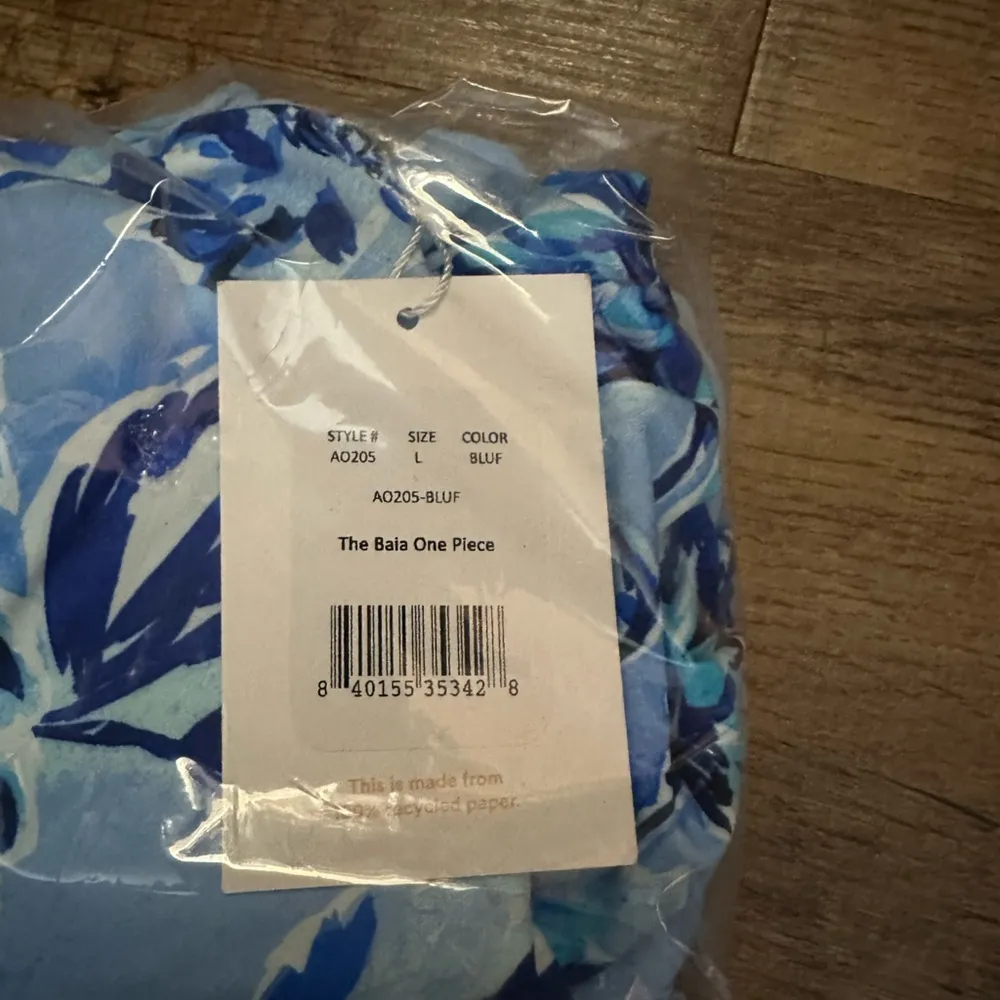 STYLE # SIZE COLOR
AO205 L BLUF
AO205-BLUF
The Baia One Piece
8 40155 35342 8
This is made from
recycled paper.